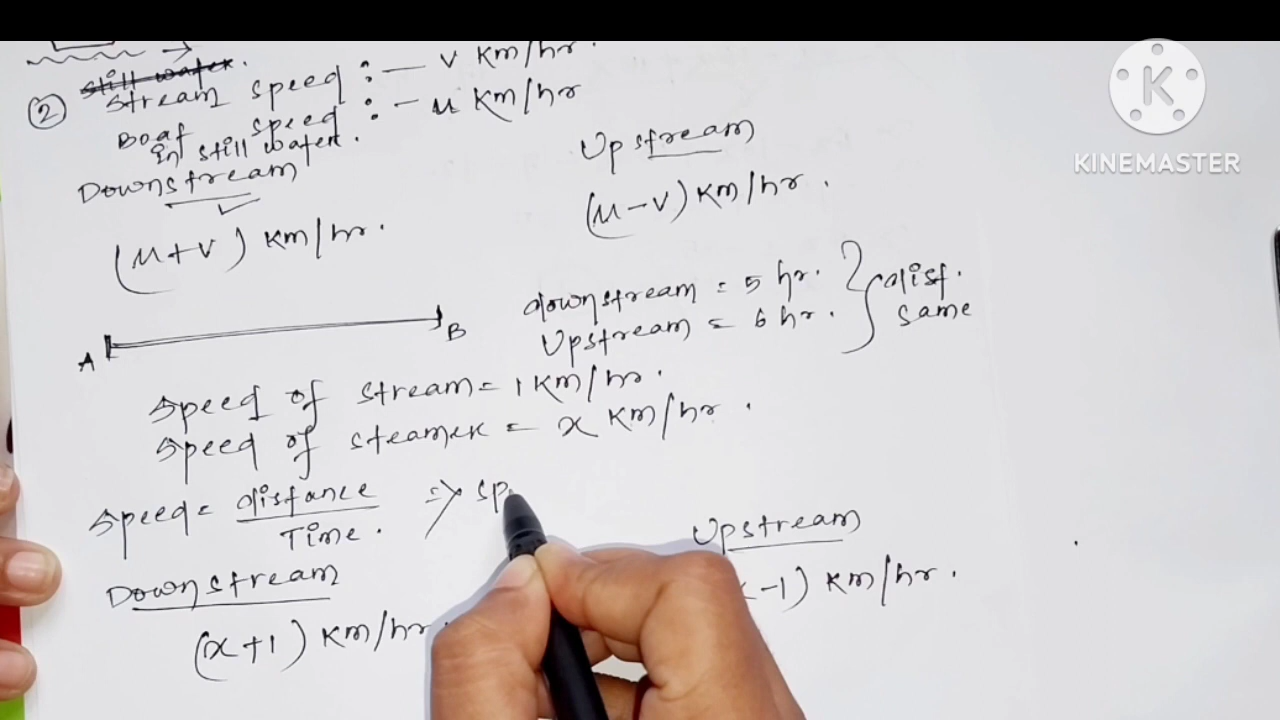 still water.
② stream speed : — v Km/hr.
Boat speed : — u Km/hr
in still water.
Downstream
(u+v) Km/hr.
Upstream
(u-v) Km/hr.
A B
downstream = 5 hr.
Upstream = 6 hr.
dist.
same
speed of stream = 1 Km/hr.
speed of steamer = x Km/hr.
speed = distance
Time.
=> sp
Downstream
(x+1) Km/hr.
Upstream
-1) Km/hr.
K
KINEMASTER